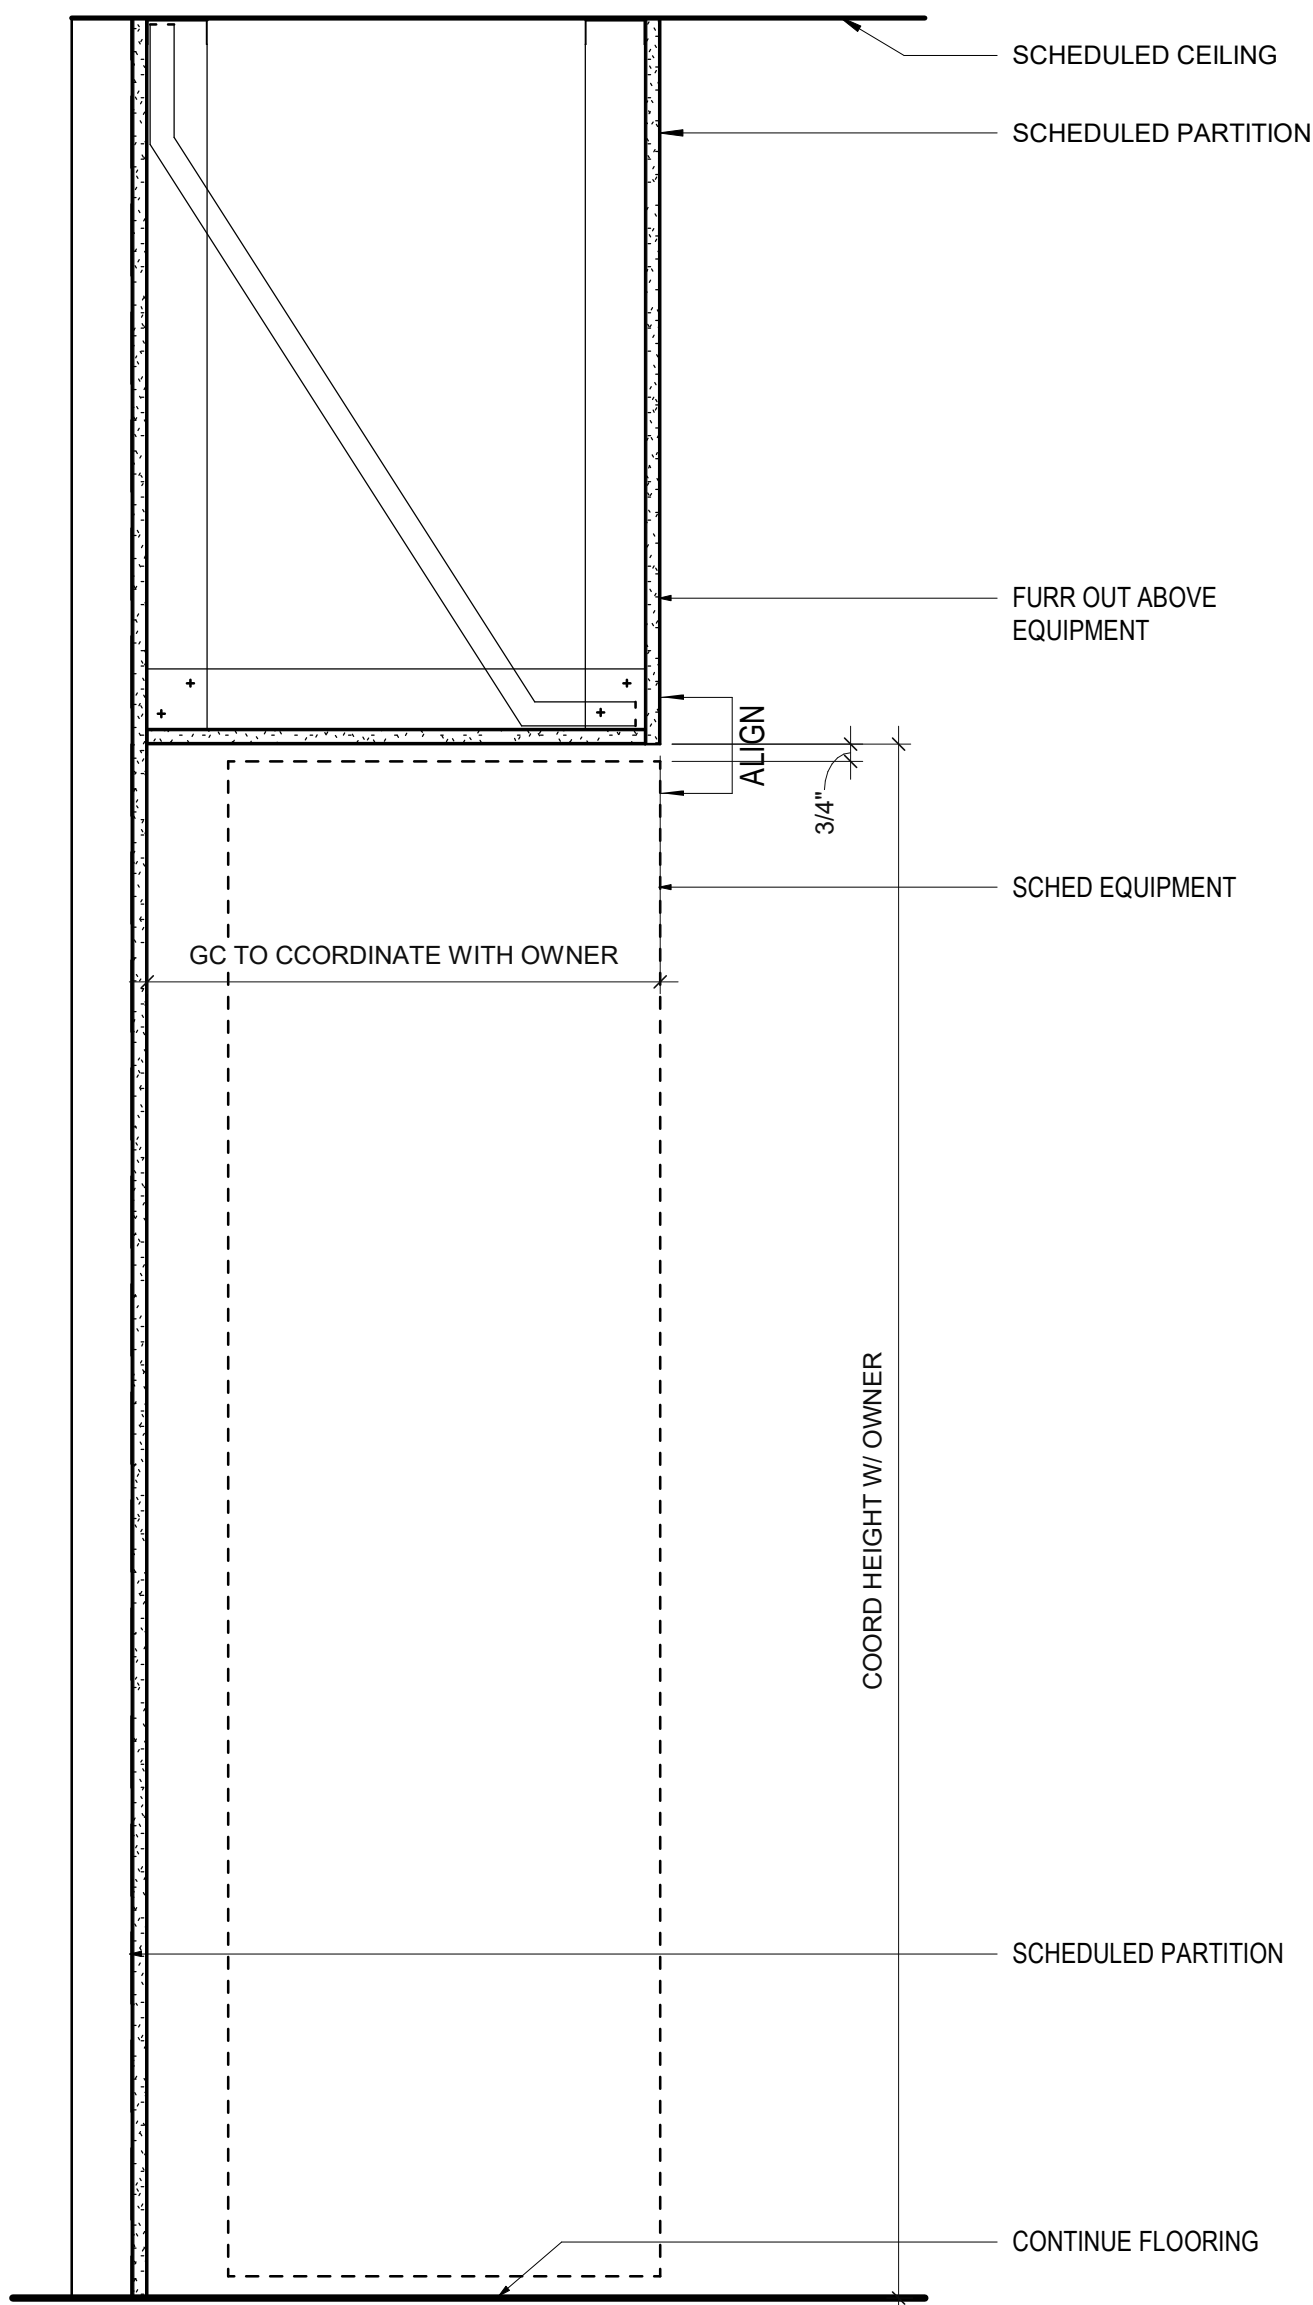 SCHEDULED CEILING
SCHEDULED PARTITION
FURR OUT ABOVE
EQUIPMENT
ALIGN
3/4"
SCHED EQUIPMENT
GC TO CCORDINATE WITH OWNER
COORD HEIGHT W/ OWNER
SCHEDULED PARTITION
CONTINUE FLOORING